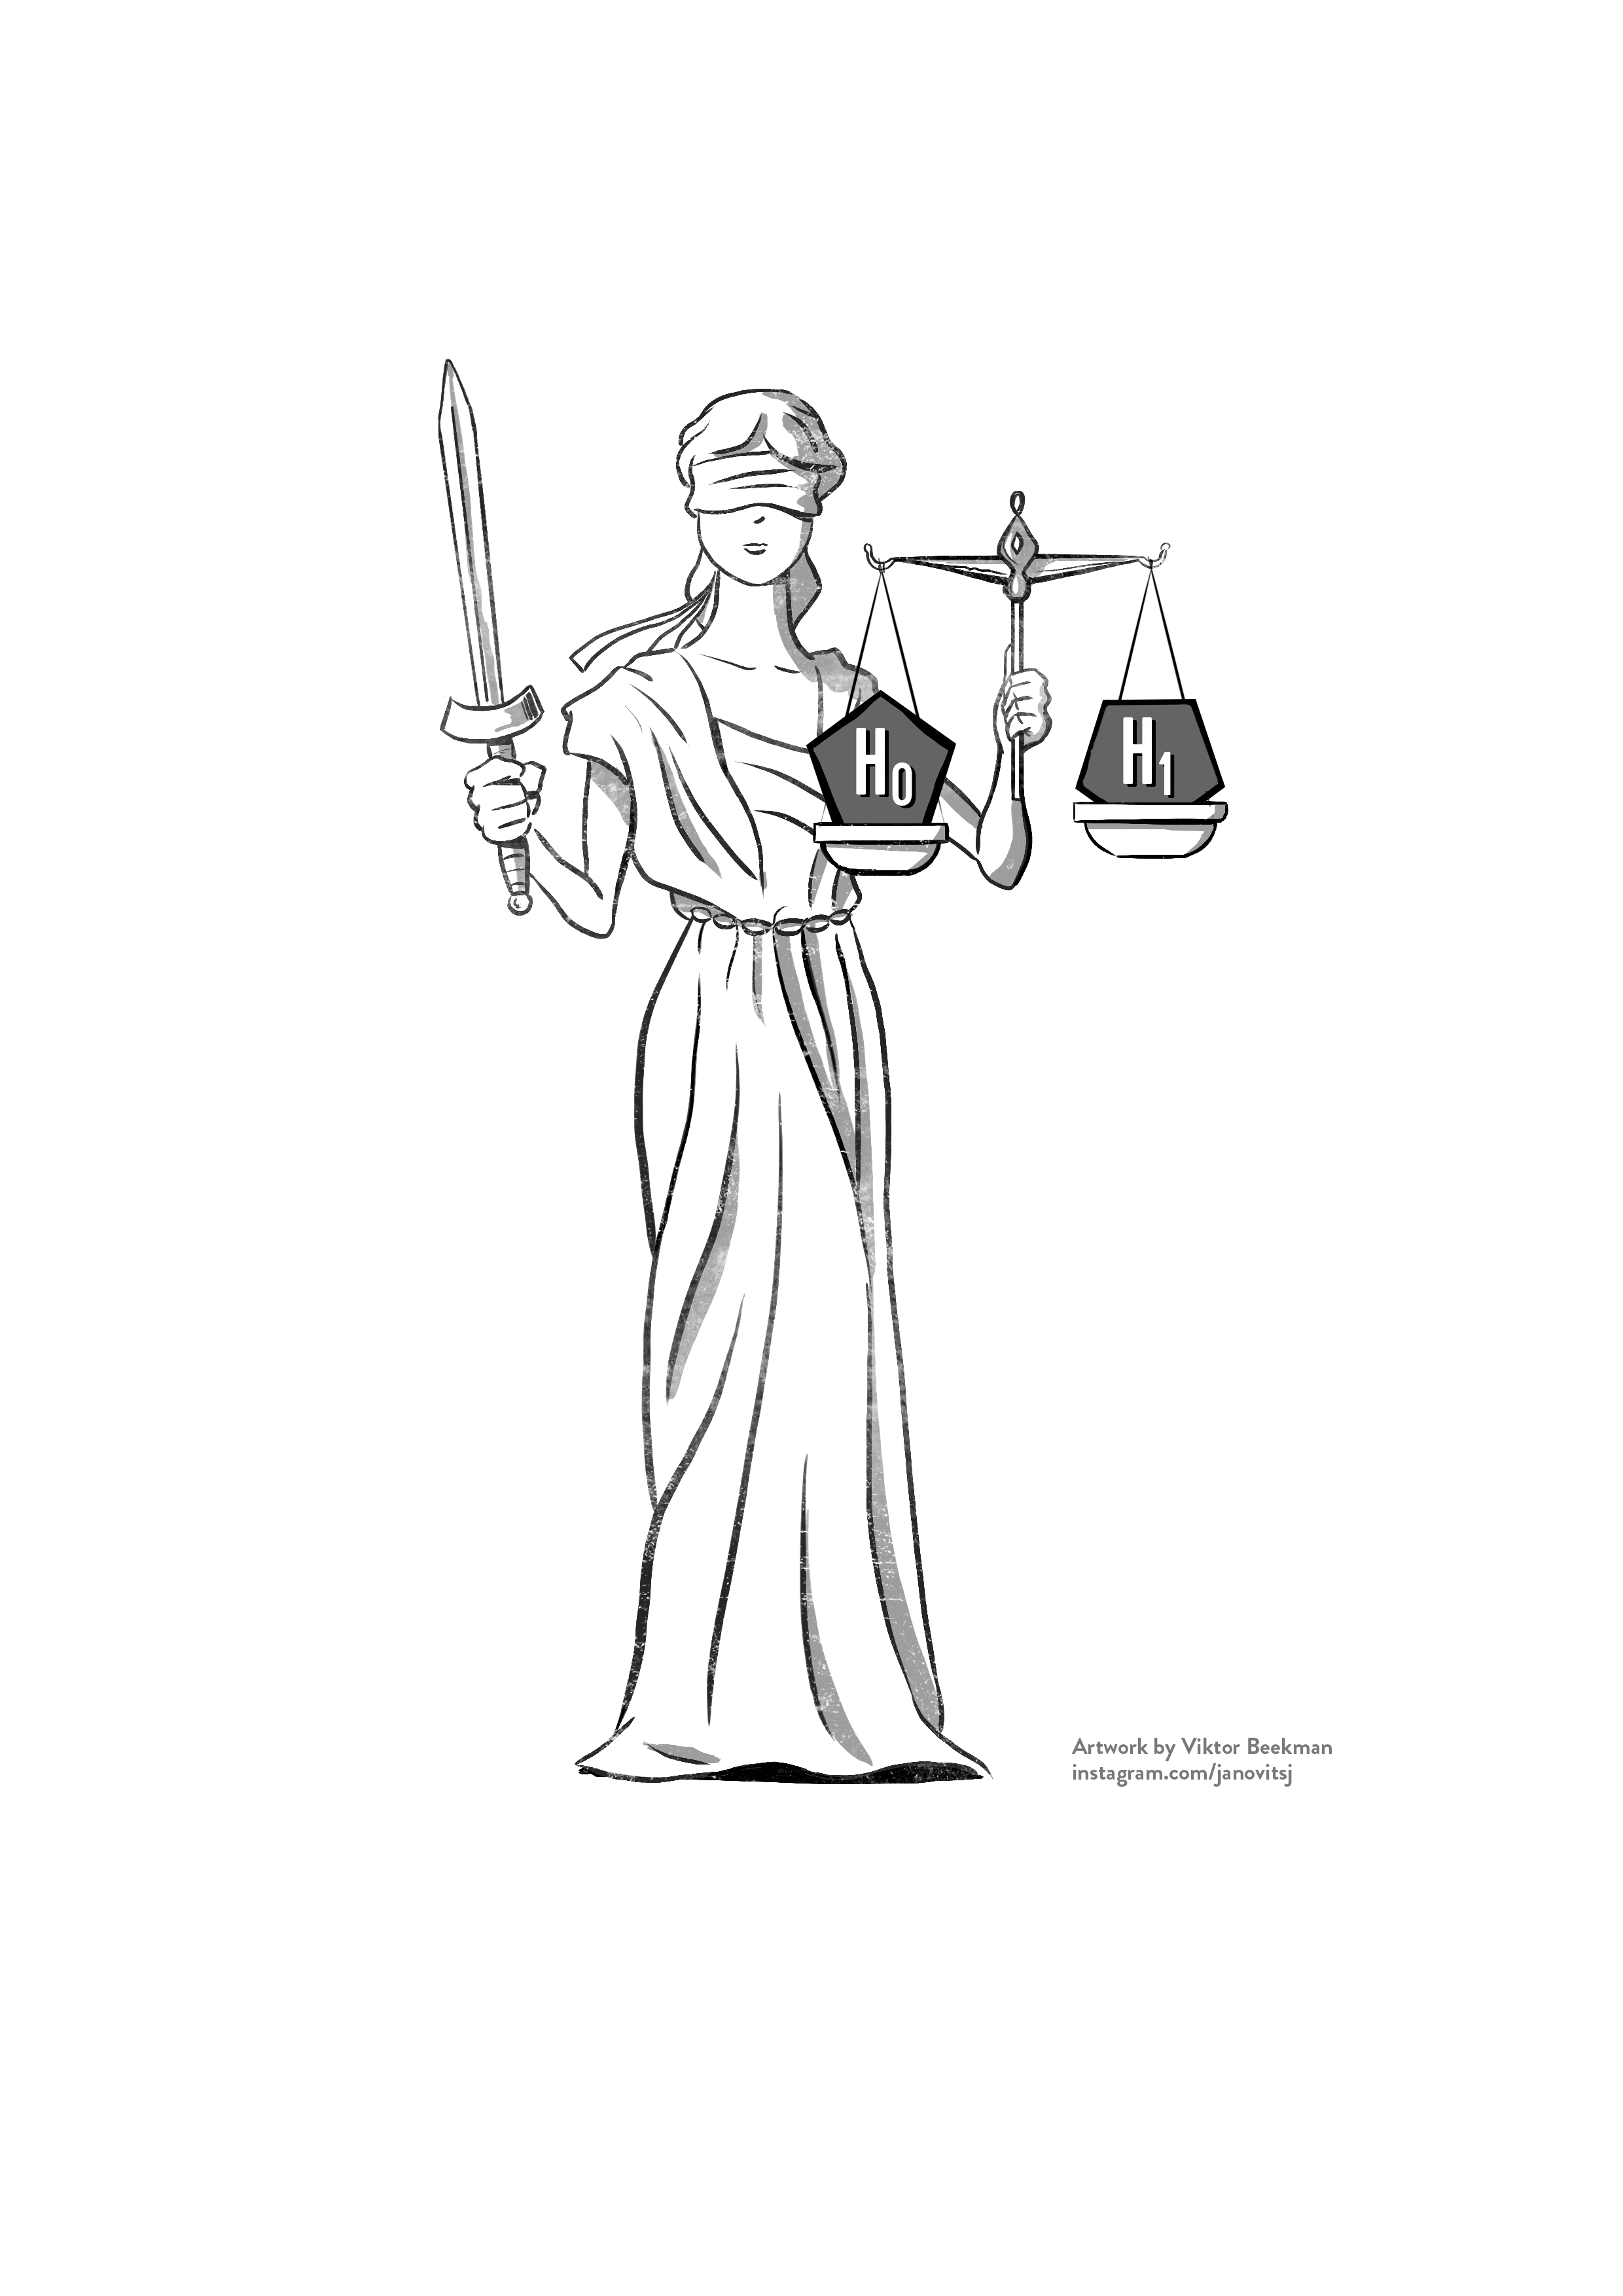 H0
H1
Artwork by Viktor Beekman
instagram.com/janovitsj